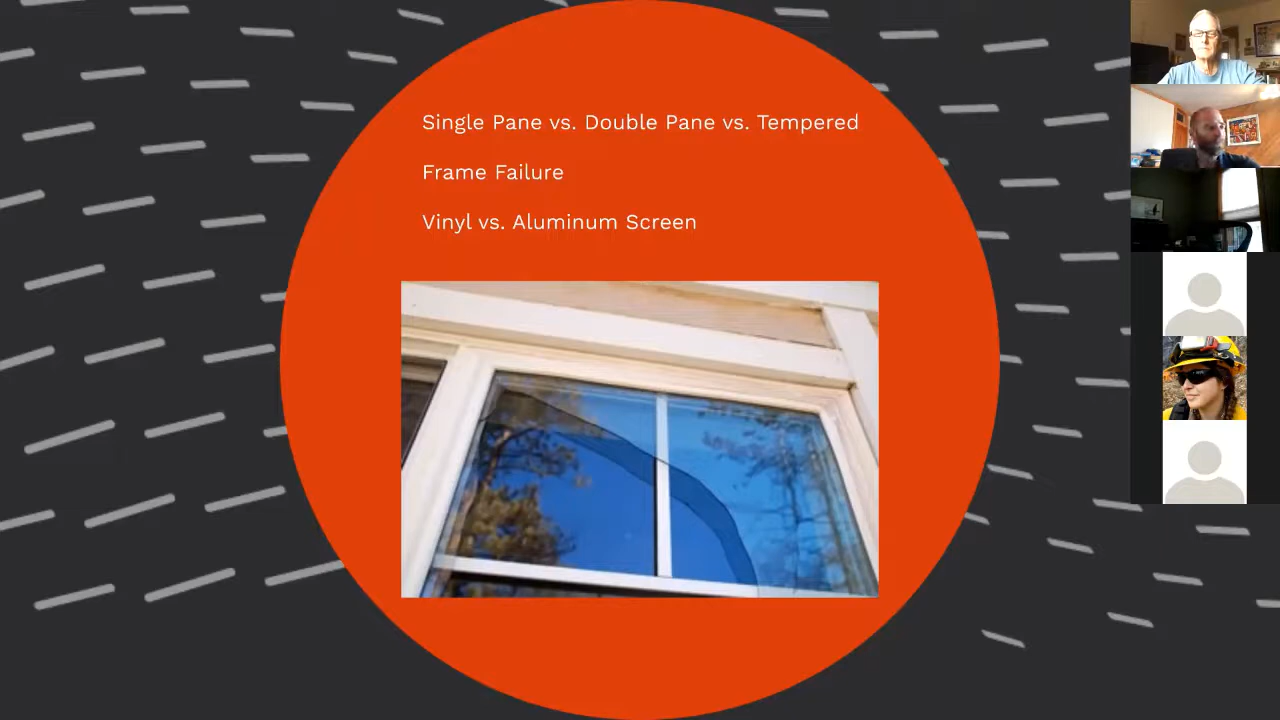 Single Pane vs. Double Pane vs. Tempered
Frame Failure
Vinyl vs. Aluminum Screen